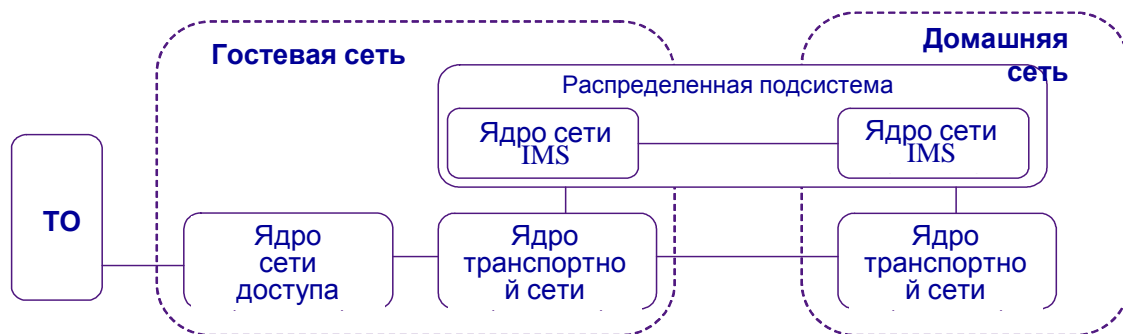 Гостевая сеть
Домашняя
сеть
Распределенная подсистема
Ядро сети
IMS
Ядро сети
IMS
ТО
Ядро
сети
доступа
Ядро
транспортно
й сети
Ядро
транспортно
й сети